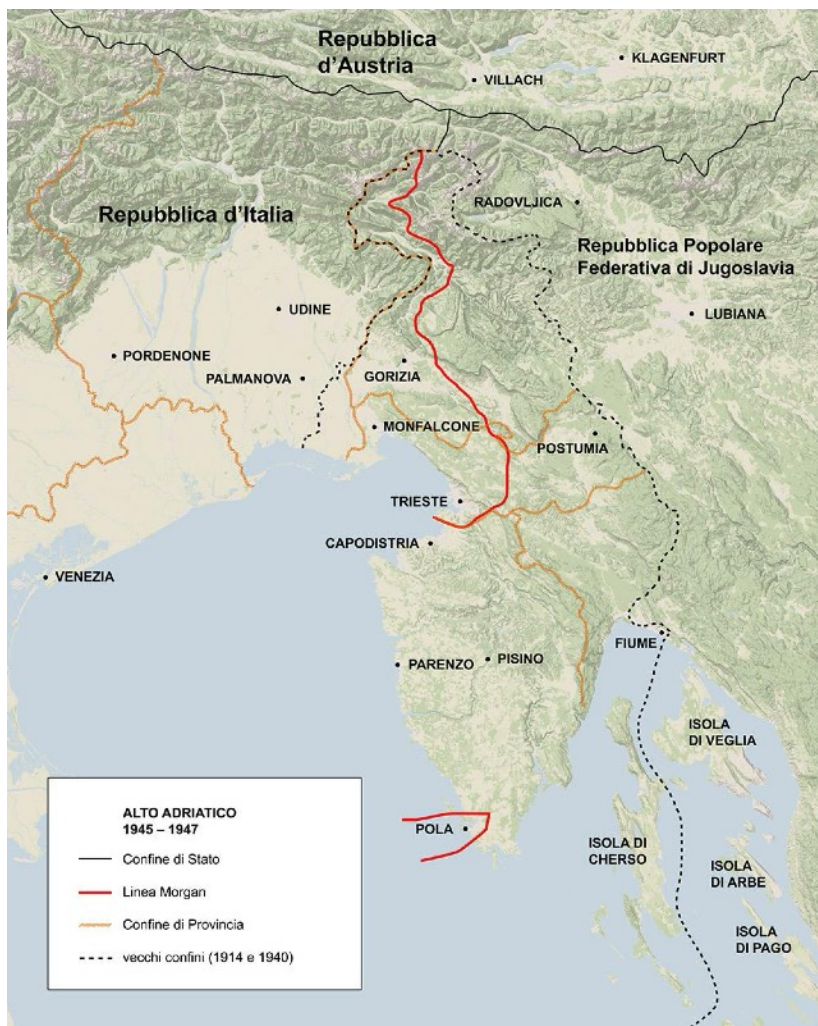 Repubblica
d'Austria
KLAGENFURT
VILLACH
Repubblica d'Italia
RADOVLJICA
Repubblica Popolare
Federativa di Jugoslavia
UDINE
LUBIANA
PORDENONE
PALMANOVA
GORIZIA
MONFALCONE
POSTUMIA
TRIESTE
CAPODISTRIA
VENEZIA
FIUME
PARENZO
PISINO
ISOLA
DI VEGLIA
POLA
ISOLA DI
CHERSO
ISOLA
DI ARBE
ISOLA
DI PAGO
ALTO ADRIATICO
1945 – 1947
Confine di Stato
Linea Morgan
Confine di Provincia
vecchi confini (1914 e 1940)